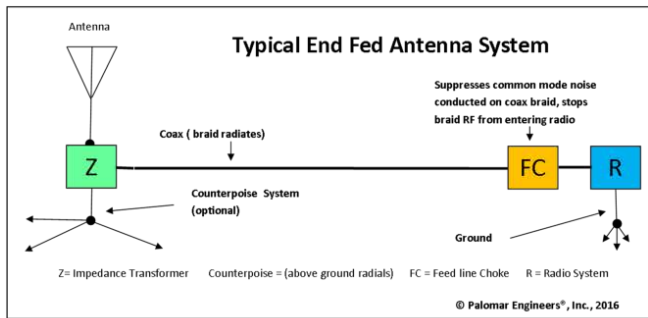 Antenna
Typical End Fed Antenna System
Suppresses common mode noise
conducted on coax braid, stops
braid RF from entering radio
Coax ( braid radiates)
Z
FC
R
Counterpoise System
(optional)
Ground
Z= Impedance Transformer Counterpoise = (above ground radials) FC = Feed line Choke R = Radio System
© Palomar Engineers®, Inc., 2016